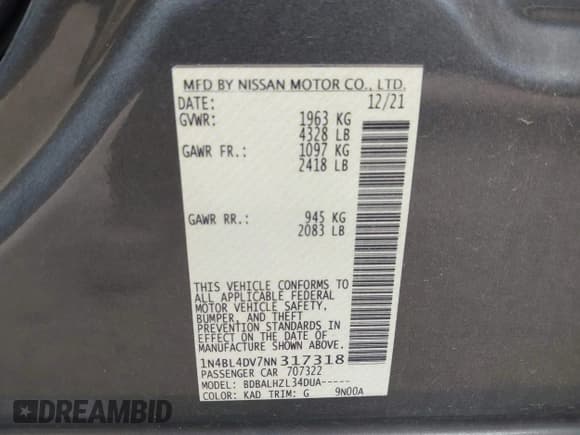 MFD BY NISSAN MOTOR CO., LTD.
DATE: 12/21
GVWR: 1963 KG
4328 LB
GAWR FR.: 1097 KG
2418 LB
GAWR RR.: 945 KG
2083 LB
THIS VEHICLE CONFORMS TO
ALL APPLICABLE FEDERAL
MOTOR VEHICLE SAFETY,
BUMPER, AND THEFT
PREVENTION STANDARDS IN
EFFECT ON THE DATE OF
MANUFACTURE SHOWN ABOVE.
1N4BL4DV7NN317318
PASSENGER CAR 707322
MODEL: BDBALHZL34DUA-----
COLOR: KAD TRIM: G 9N00A
DREAMBID